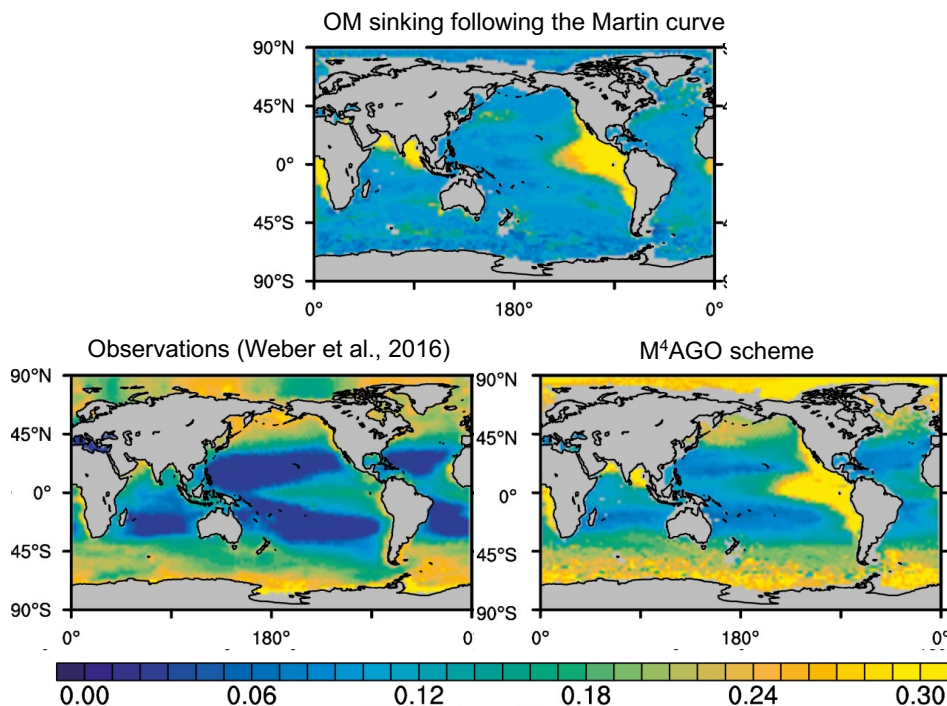 OM sinking following the Martin curve
90°N
45°N
0°
45°S
90°S
0° 180° 0°
Observations (Weber et al., 2016) M⁴AGO scheme
90°N 90°N
45°N 45°N
0° 0°
45°S 45°S
90°S 90°S
0° 180° 0° 0° 180° 0°
0.00 0.06 0.12 0.18 0.24 0.30